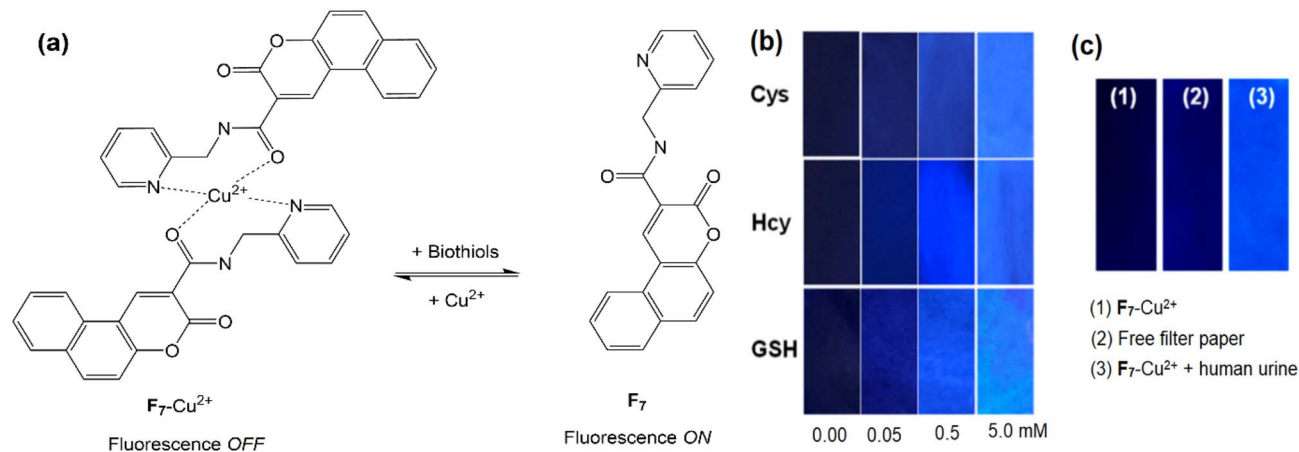 (a)
O
O
N
NH
O
Cu²⁺
N
O
N
H
O
O
F₇-Cu²⁺
Fluorescence OFF
+ Biothiols
+ Cu²⁺
N
N
H
O
O
O
F₇
Fluorescence ON
(b)
Cys
Hcy
GSH
0.00 0.05 0.5 5.0 mM
(c)
(1) (2) (3)
(1) F₇-Cu²⁺
(2) Free filter paper
(3) F₇-Cu²⁺ + human urine